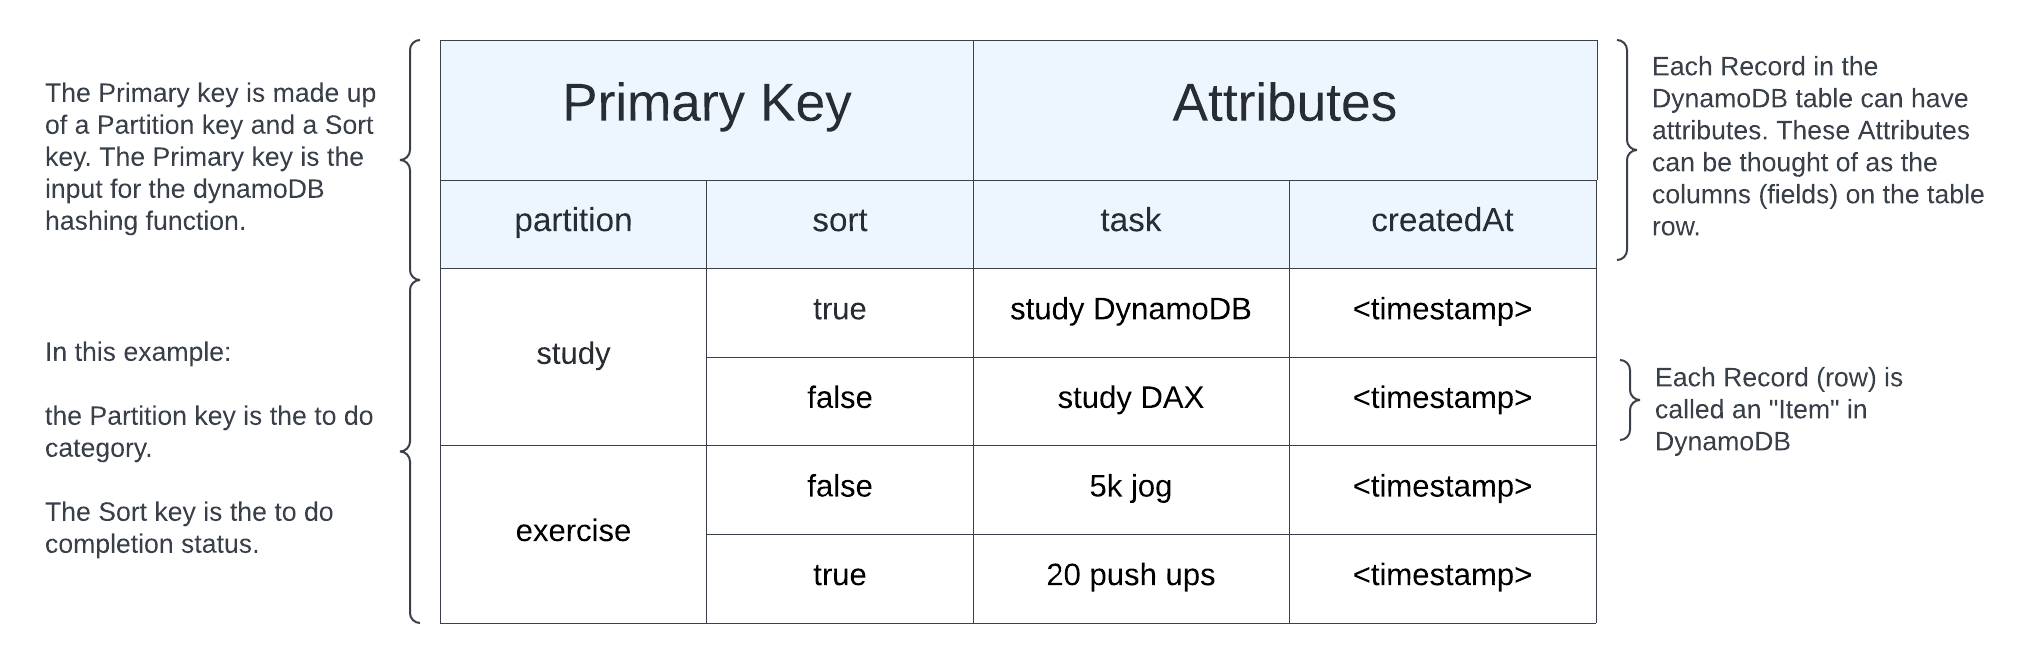 The Primary key is made up
of a Partition key and a Sort
key. The Primary key is the
input for the dynamoDB
hashing function.
In this example:
the Partition key is the to do
category.
The Sort key is the to do
completion status.
Primary Key Attributes
partition sort task createdAt
study
true study DynamoDB <timestamp>
false study DAX <timestamp>
exercise
false 5k jog <timestamp>
true 20 push ups <timestamp>
Each Record in the
DynamoDB table can have
attributes. These Attributes
can be thought of as the
columns (fields) on the table
row.
Each Record (row) is
called an "Item" in
DynamoDB